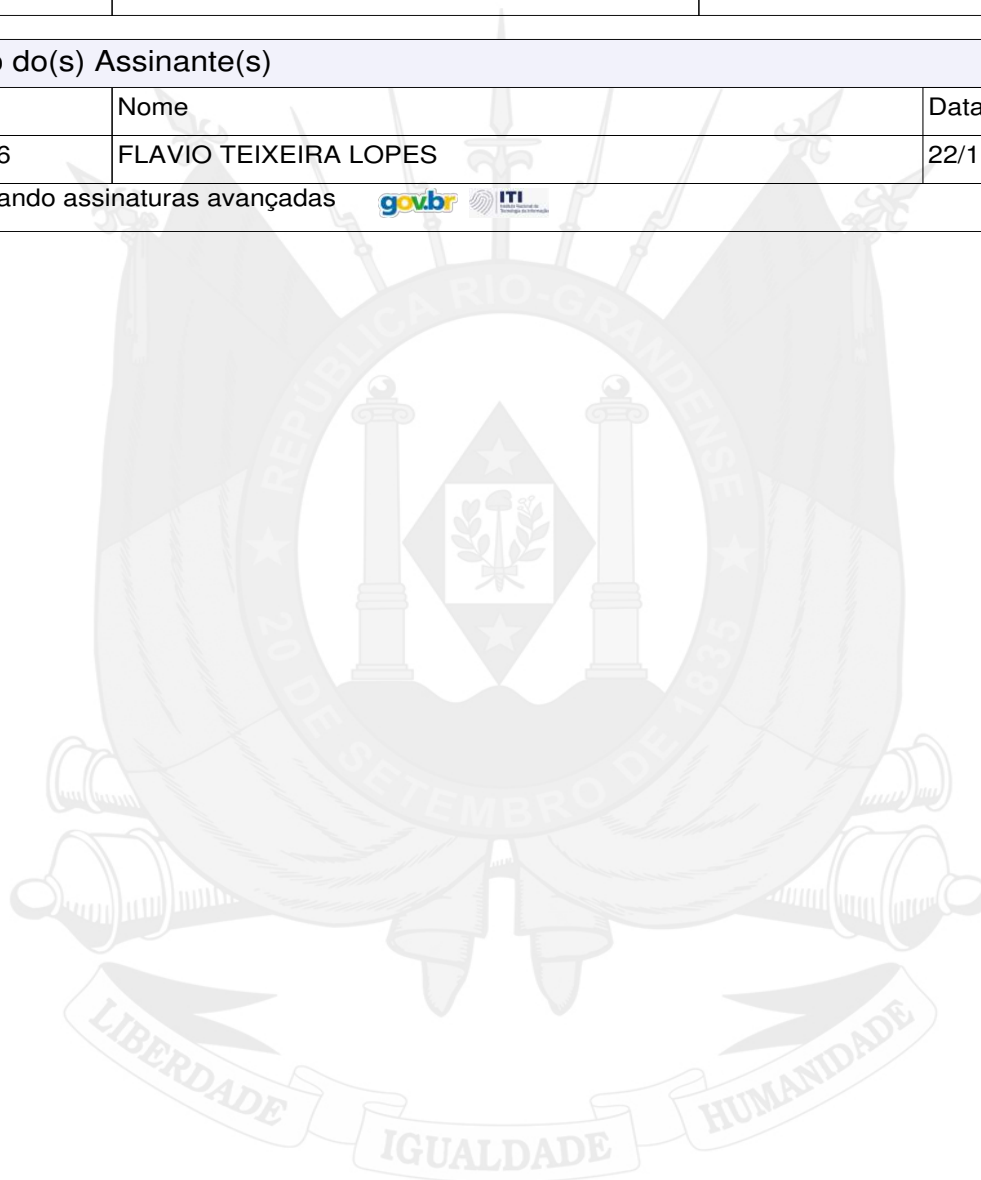 o do(s) Assinante(s)
Nome
Data
6
FLAVIO TEIXEIRA LOPES
22/1
ando assinaturas avançadas
gov.br
ITI
REPÚBLICA RIO-GRANDENSE
20 DE SETEMBRO DE 1835
LIBERDADE
IGUALDADE
HUMANIDADE